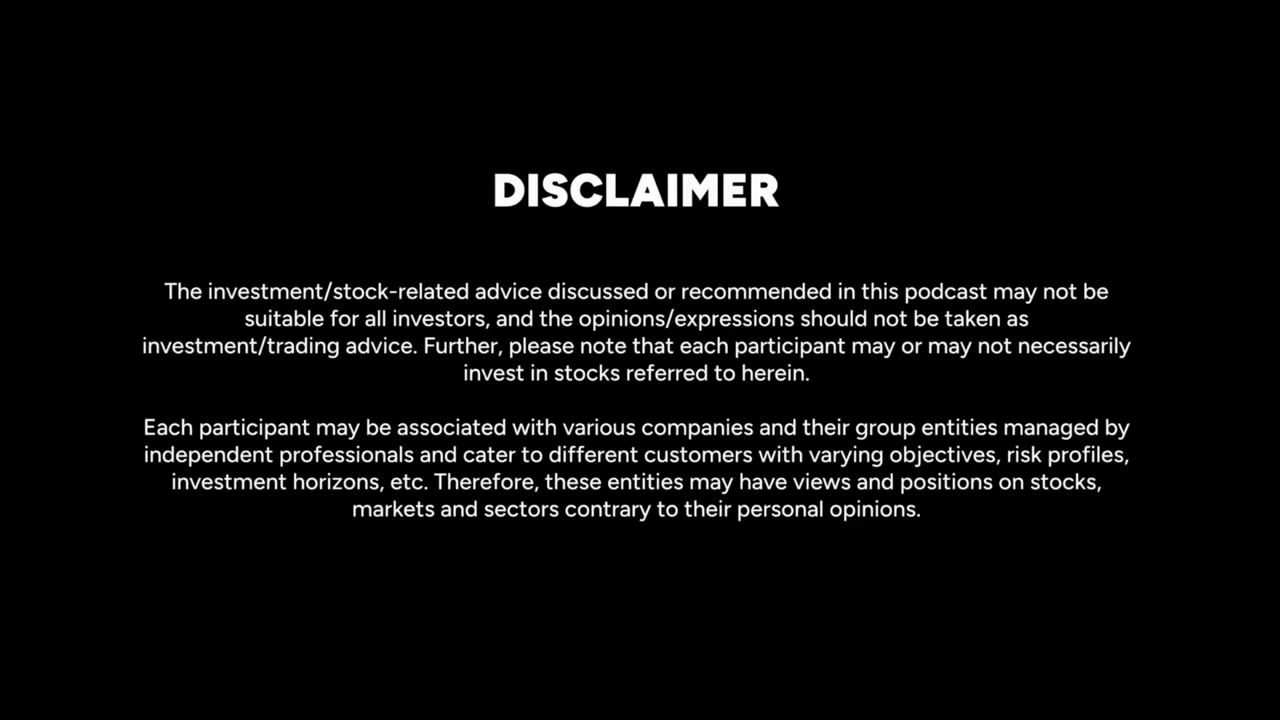 DISCLAIMER
The investment/stock-related advice discussed or recommended in this podcast may not be
suitable for all investors, and the opinions/expressions should not be taken as
investment/trading advice. Further, please note that each participant may or may not necessarily
invest in stocks referred to herein.
Each participant may be associated with various companies and their group entities managed by
independent professionals and cater to different customers with varying objectives, risk profiles,
investment horizons, etc. Therefore, these entities may have views and positions on stocks,
markets and sectors contrary to their personal opinions.